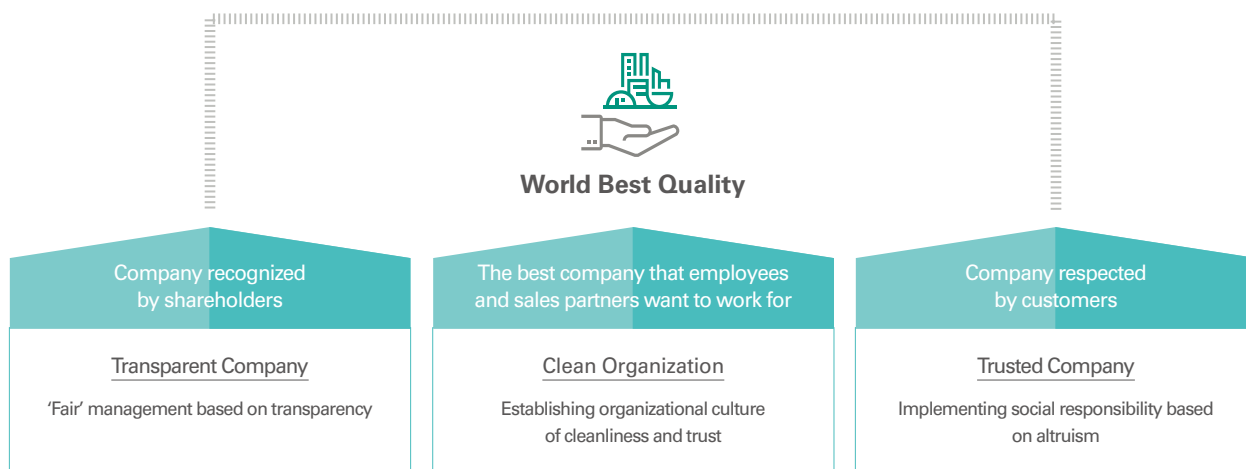 World Best Quality
Company recognized
by shareholders
Transparent Company
‘Fair’ management based on transparency
The best company that employees
and sales partners want to work for
Clean Organization
Establishing organizational culture
of cleanliness and trust
Company respected
by customers
Trusted Company
Implementing social responsibility based
on altruism